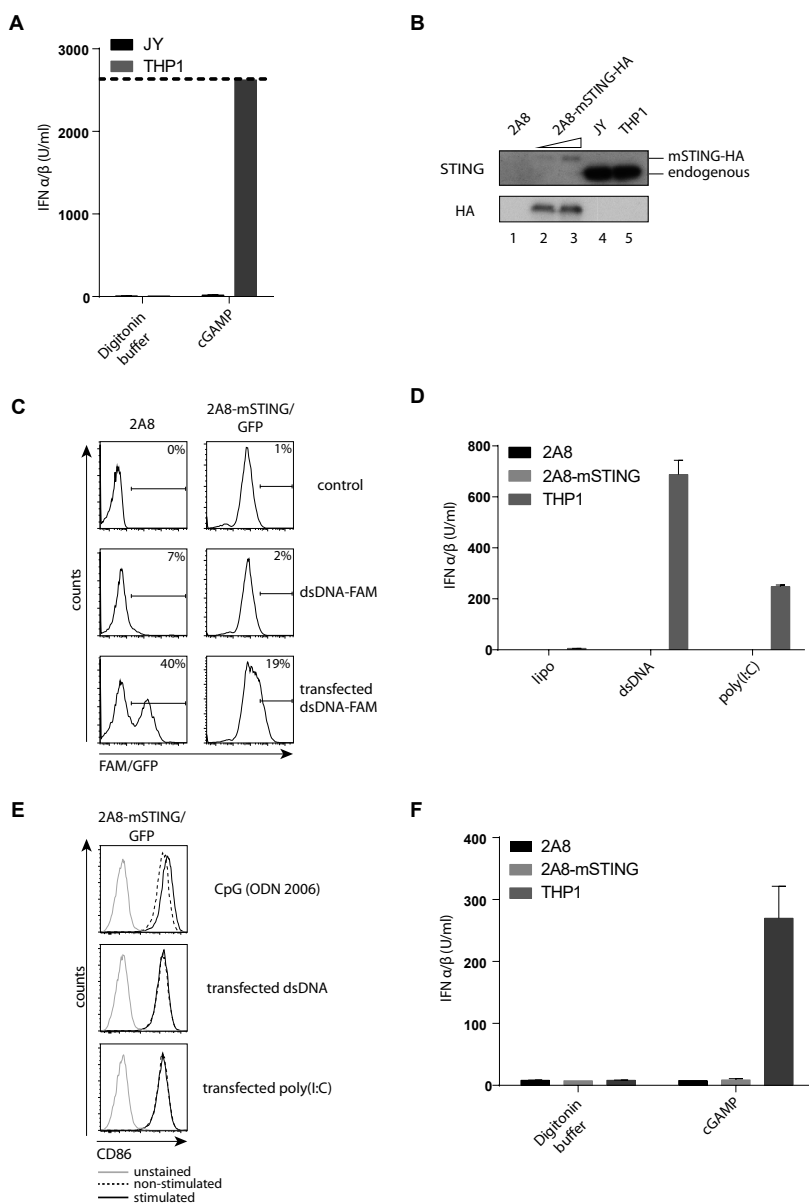 A
JY
THP1
3000
2000
1000
0
IFN α/β (U/ml)
Digitonin
buffer
cGAMP
B
2A8
2A8-mSTING-HA
JY
THP1
STING
mSTING-HA
endogenous
HA
1 2 3 4 5
C
2A8
2A8-mSTING/
GFP
0%
1%
control
7%
2%
dsDNA-FAM
40%
19%
transfected
dsDNA-FAM
counts
FAM/GFP
D
2A8
2A8-mSTING
THP1
800
600
400
200
0
IFN α/β (U/ml)
lipo
dsDNA
poly(I:C)
E
2A8-mSTING/
GFP
CpG (ODN 2006)
transfected dsDNA
transfected poly(I:C)
counts
CD86
unstained
non-stimulated
stimulated
F
2A8
2A8-mSTING
THP1
400
300
200
100
0
IFN α/β (U/ml)
Digitonin
buffer
cGAMP